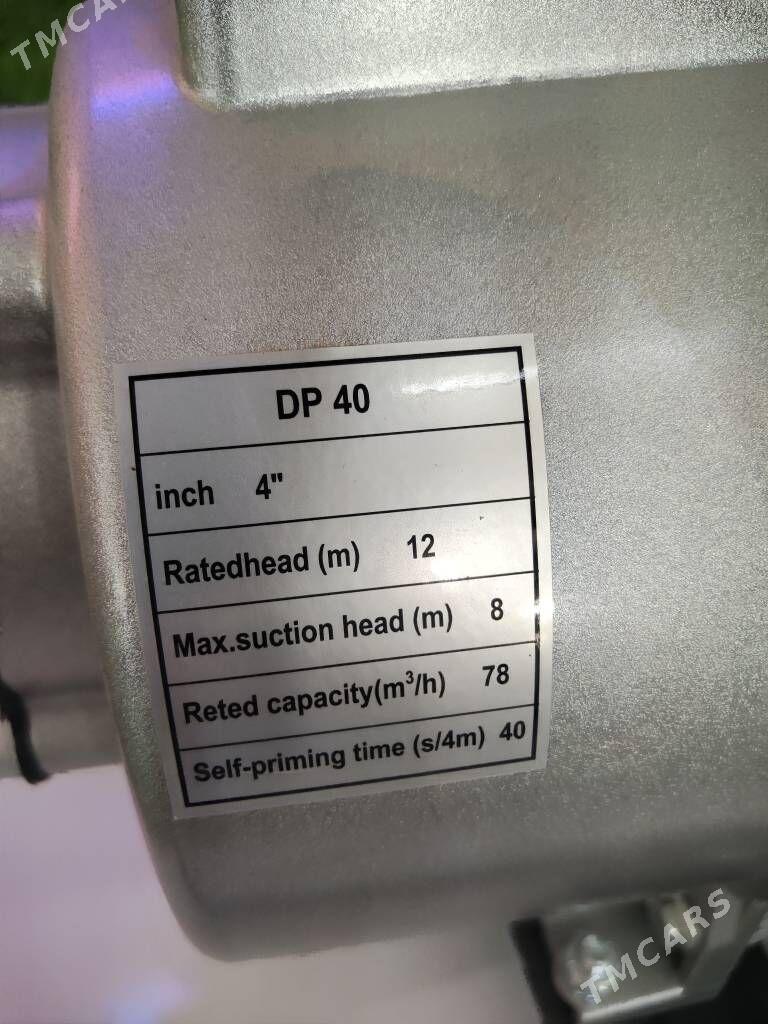 TMCARS
DP 40
inch 4"
Ratedhead (m) 12
Max.suction head (m) 8
Reted capacity(m³/h) 78
Self-priming time (s/4m) 40
TMCARS